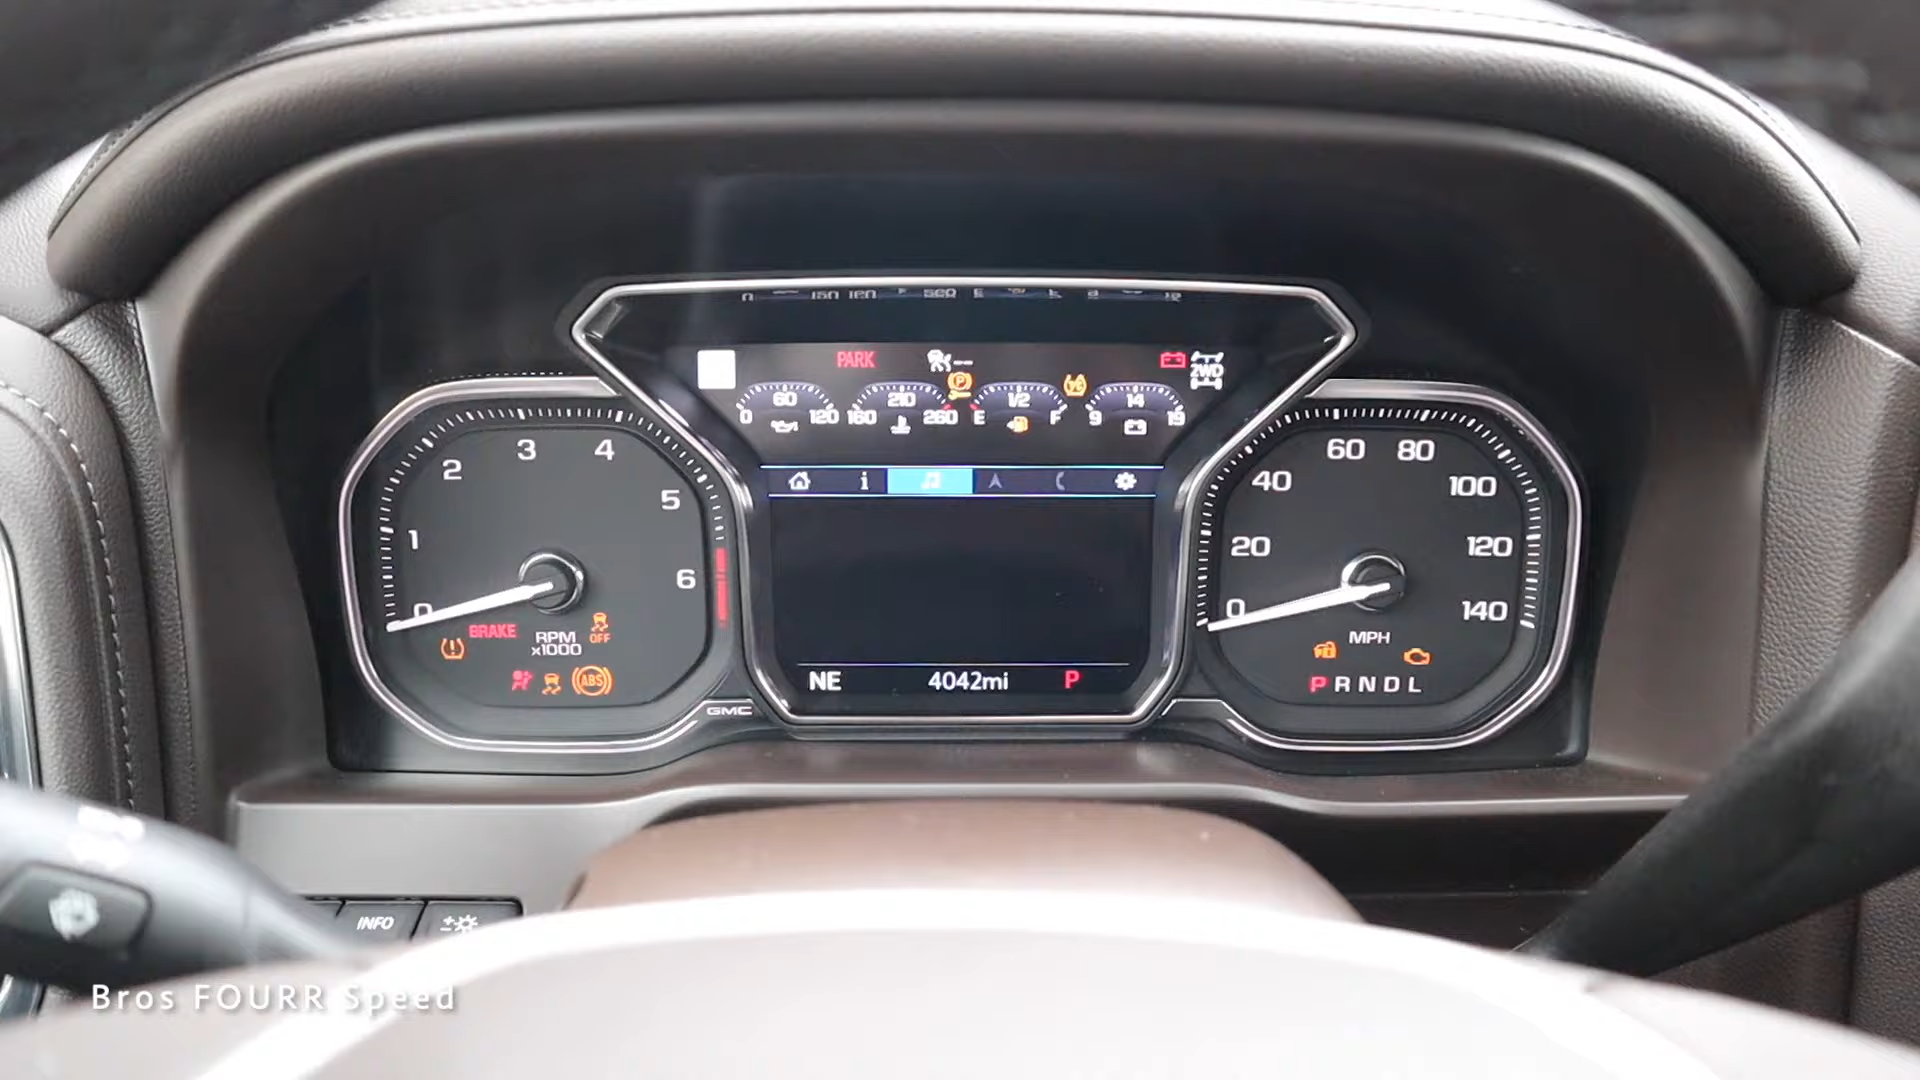 PARK
2WD
60
210
1/2
14
0 120
160 260
E F
9 19
0 1 2 3 4 5 6
BRAKE
RPM
x1000
OFF
ABS
i
NE 4042mi P
GMC
0 20 40 60 80 100 120 140
MPH
P R N D L
INFO
Bros FOURR Speed